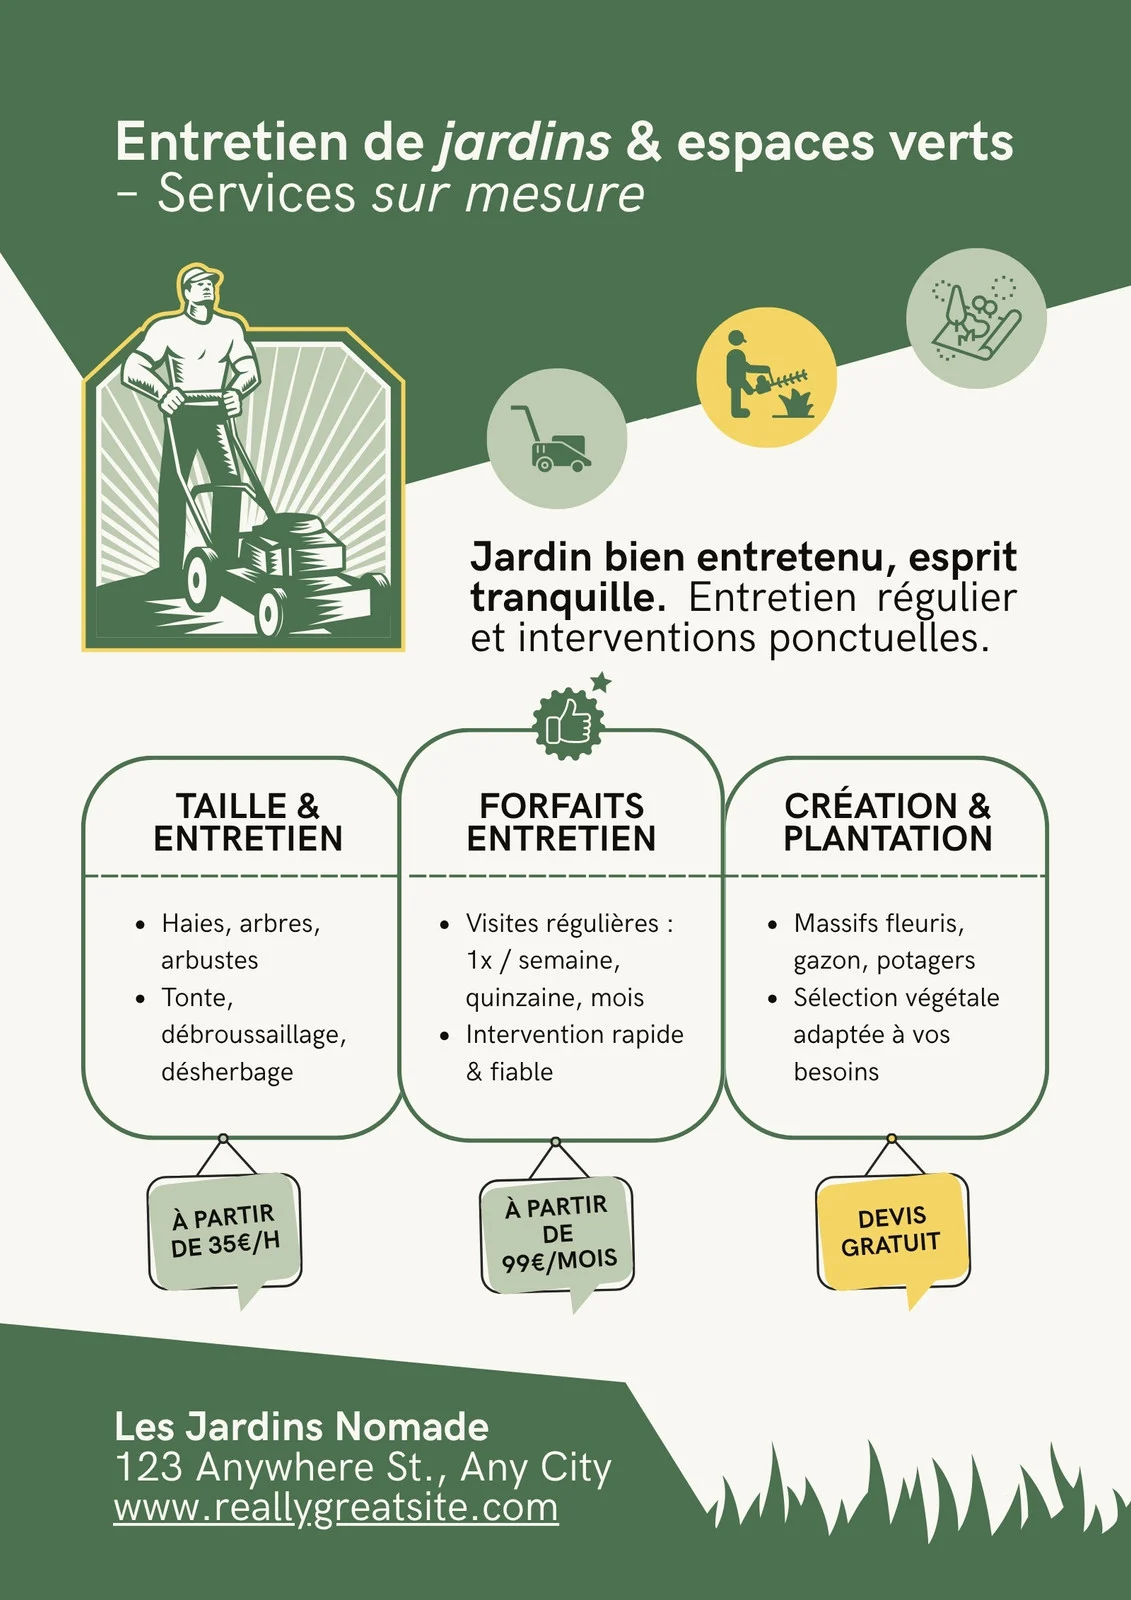 Entretien de jardins & espaces verts
– Services sur mesure
Jardin bien entretenu, esprit
tranquille. Entretien régulier
et interventions ponctuelles.
TAILLE &
ENTRETIEN
• Haies, arbres,
arbustes
• Tonte,
débroussaillage,
désherbage
À PARTIR
DE 35€/H
FORFAITS
ENTRETIEN
• Visites régulières :
1x / semaine,
quinzaine, mois
• Intervention rapide
& fiable
À PARTIR
DE
99€/MOIS
CRÉATION &
PLANTATION
• Massifs fleuris,
gazon, potagers
• Sélection végétale
adaptée à vos
besoins
DEVIS
GRATUIT
Les Jardins Nomade
123 Anywhere St., Any City
www.reallygreatsite.com